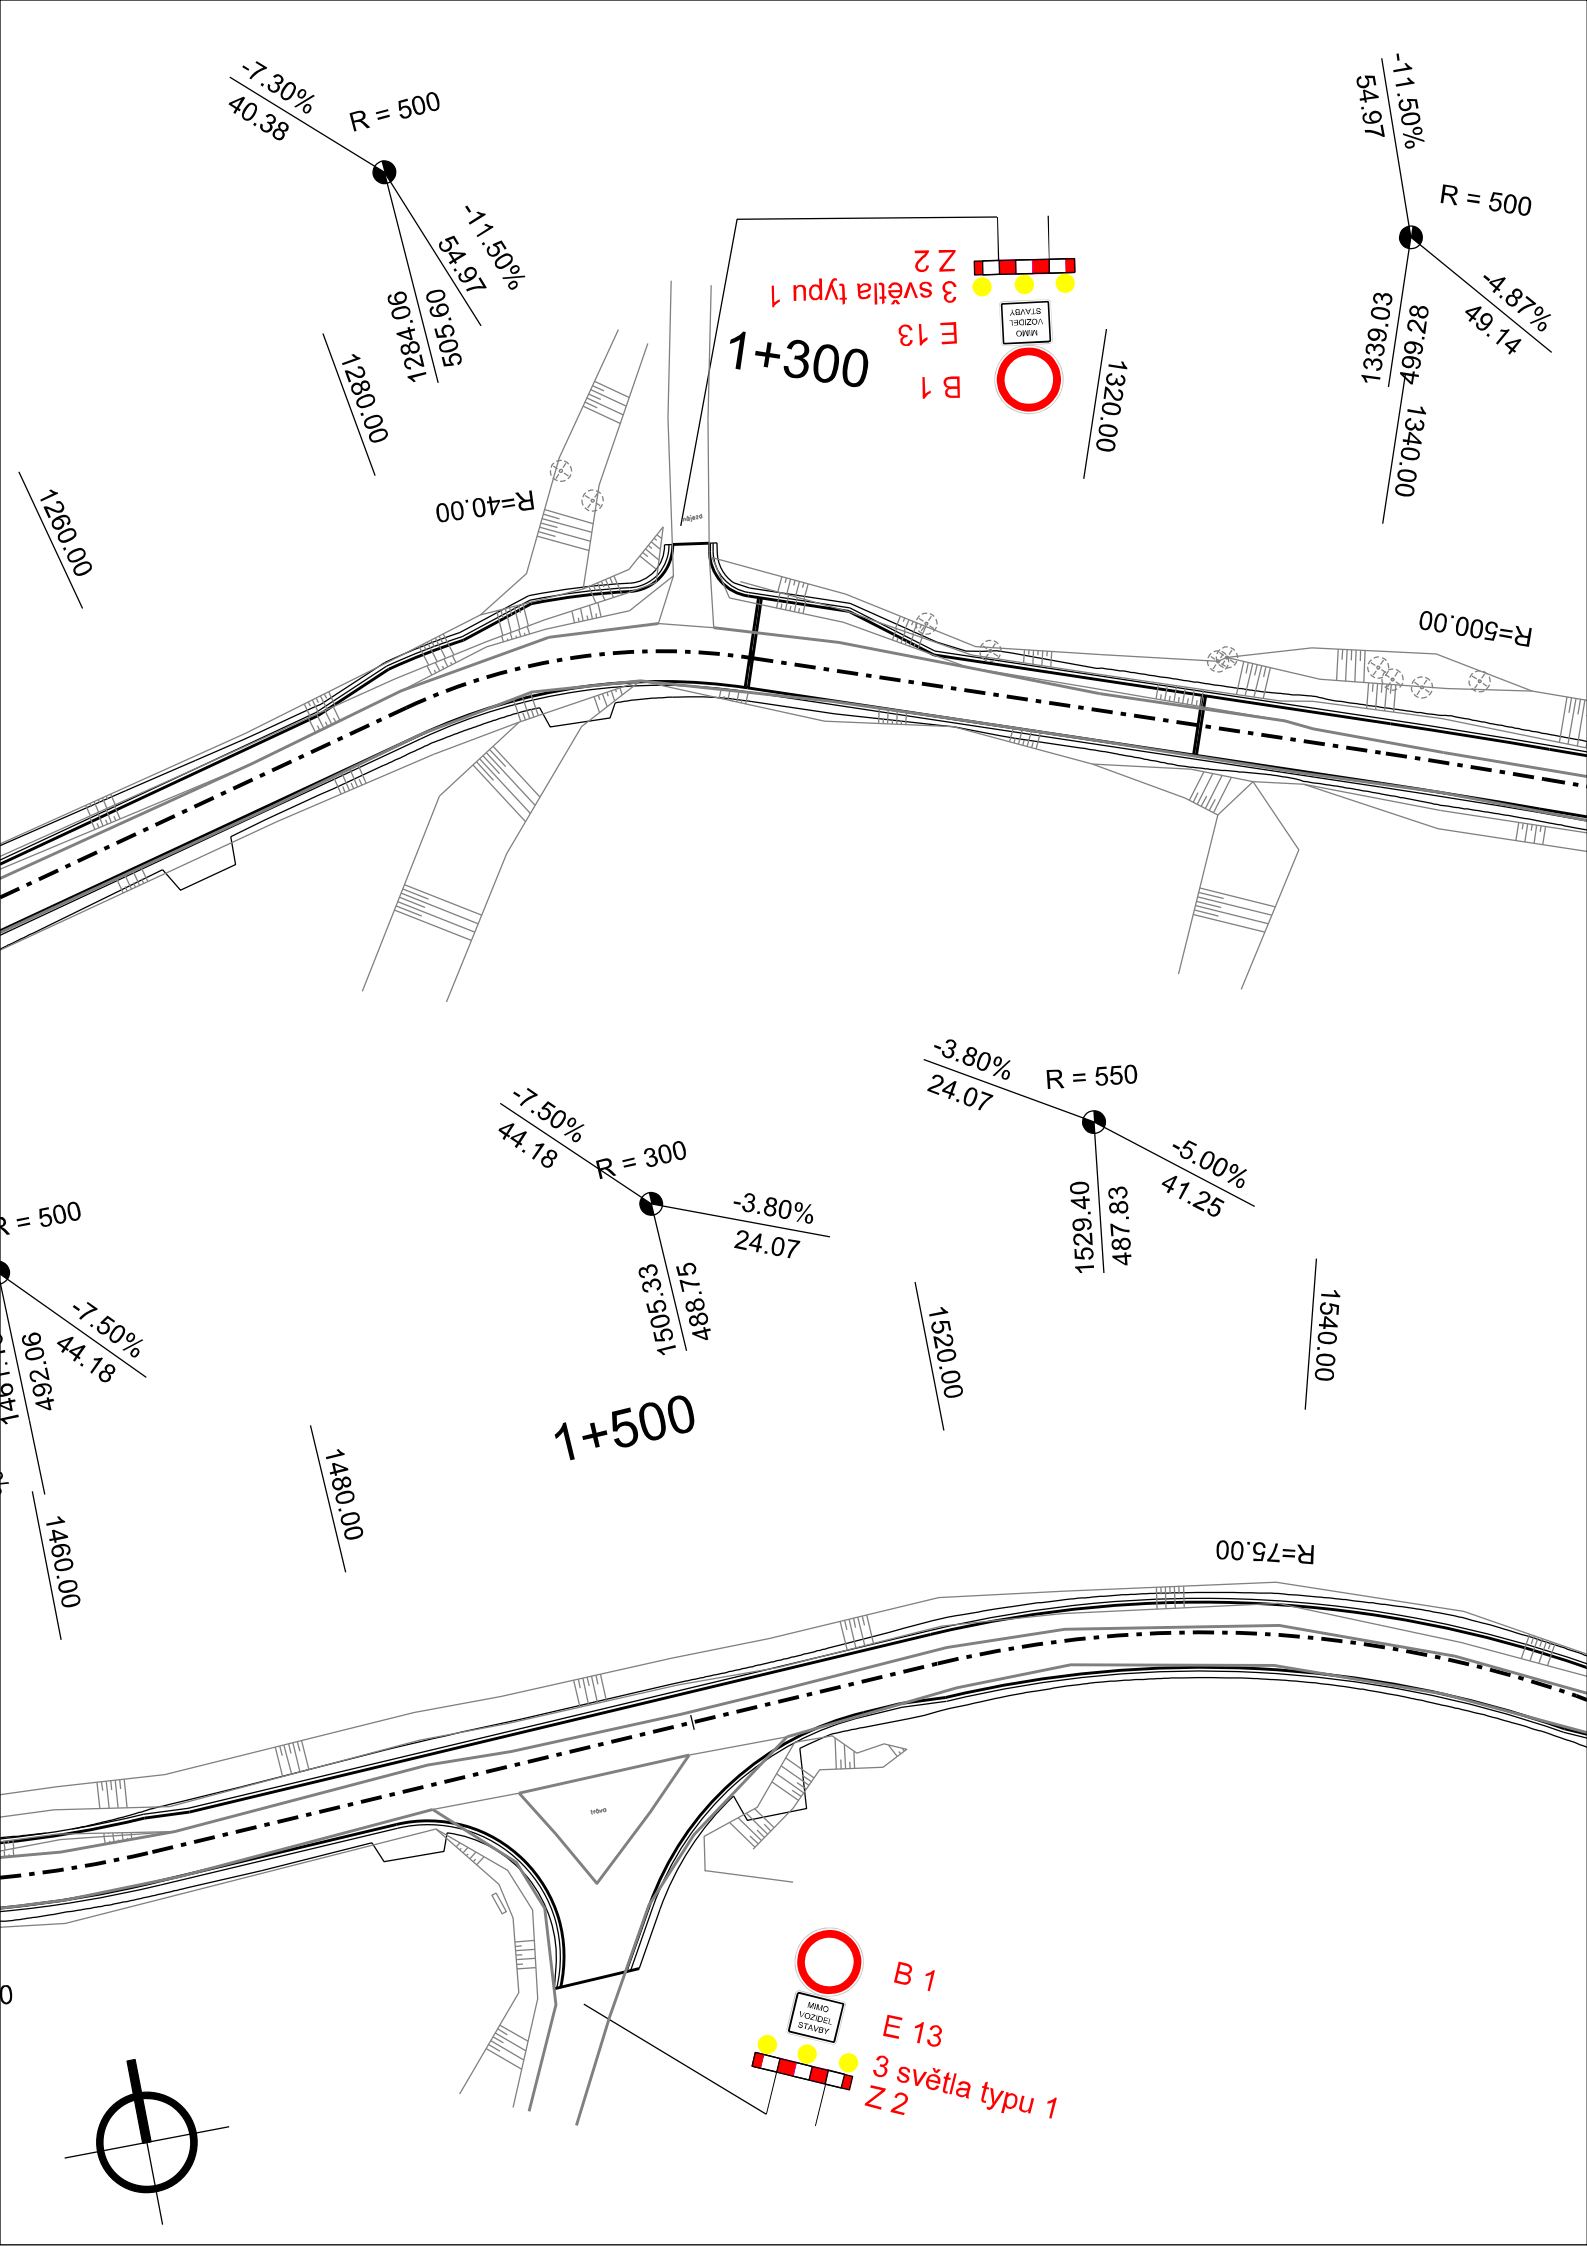 -7.30%
40.38
R = 500
-11.50%
54.97
1284.06
505.60
1280.00
1260.00
R=40.00
Z 2
3 světla typu 1
E 13
B 1
MIMO
VOZIDEL
STAVBY
1+300
1320.00
-11.50%
54.97
R = 500
-4.87%
49.14
1339.03
499.28
1340.00
nájezd
R=500.00
-7.50%
44.18
R = 300
-3.80%
24.07
1505.33
488.75
-3.80%
24.07
R = 550
-5.00%
41.25
1529.40
487.83
R = 500
-7.50%
44.18
492.06
1+500
1460.00
1480.00
1520.00
1540.00
R=75.00
tráva
B 1
MIMO
VOZIDEL
STAVBY
E 13
3 světla typu 1
Z 2
0